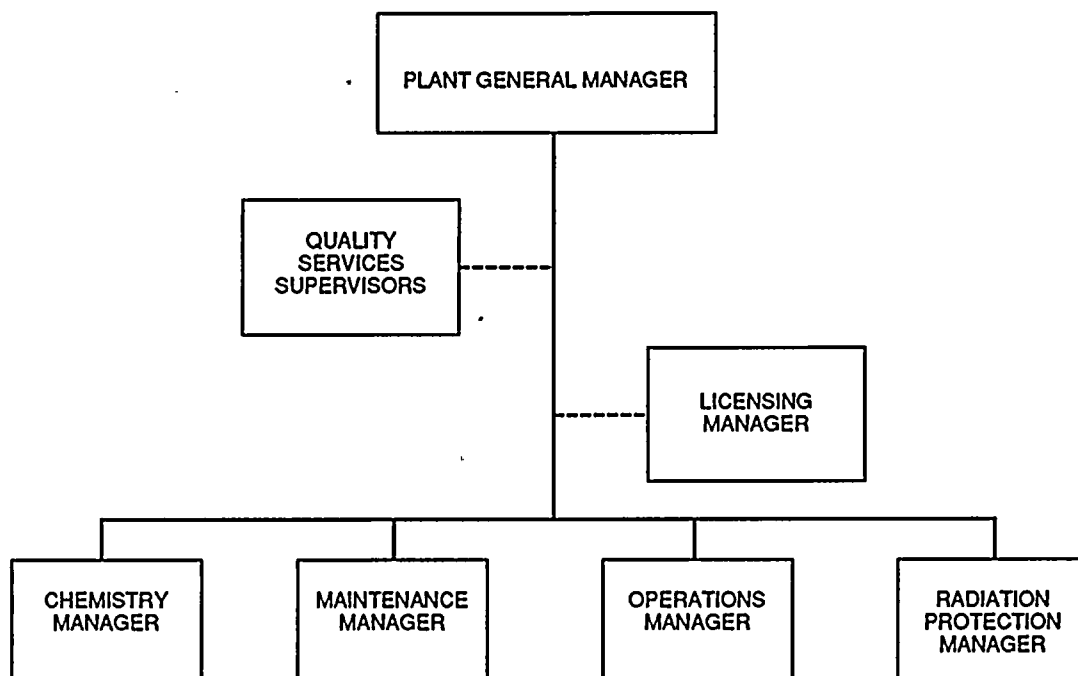 PLANT GENERAL MANAGER
QUALITY
SERVICES
SUPERVISORS
LICENSING
MANAGER
CHEMISTRY
MANAGER
MAINTENANCE
MANAGER
OPERATIONS
MANAGER
RADIATION
PROTECTION
MANAGER